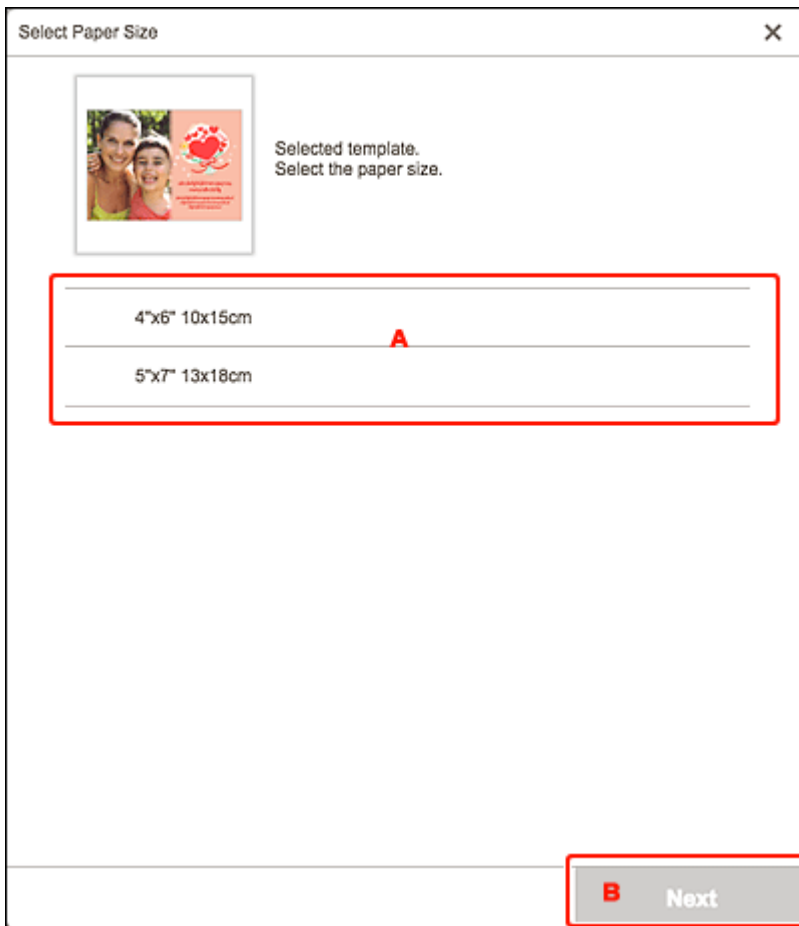 Select Paper Size
Selected template.
Select the paper size.
4"x6" 10x15cm
A
5"x7" 13x18cm
B Next